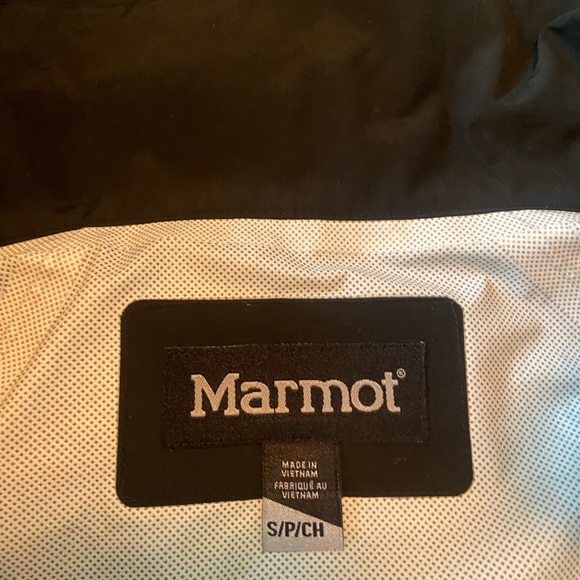 Marmot®
MADE IN
VIETNAM
FABRIQUÉ AU
VIETNAM
S/P/CH